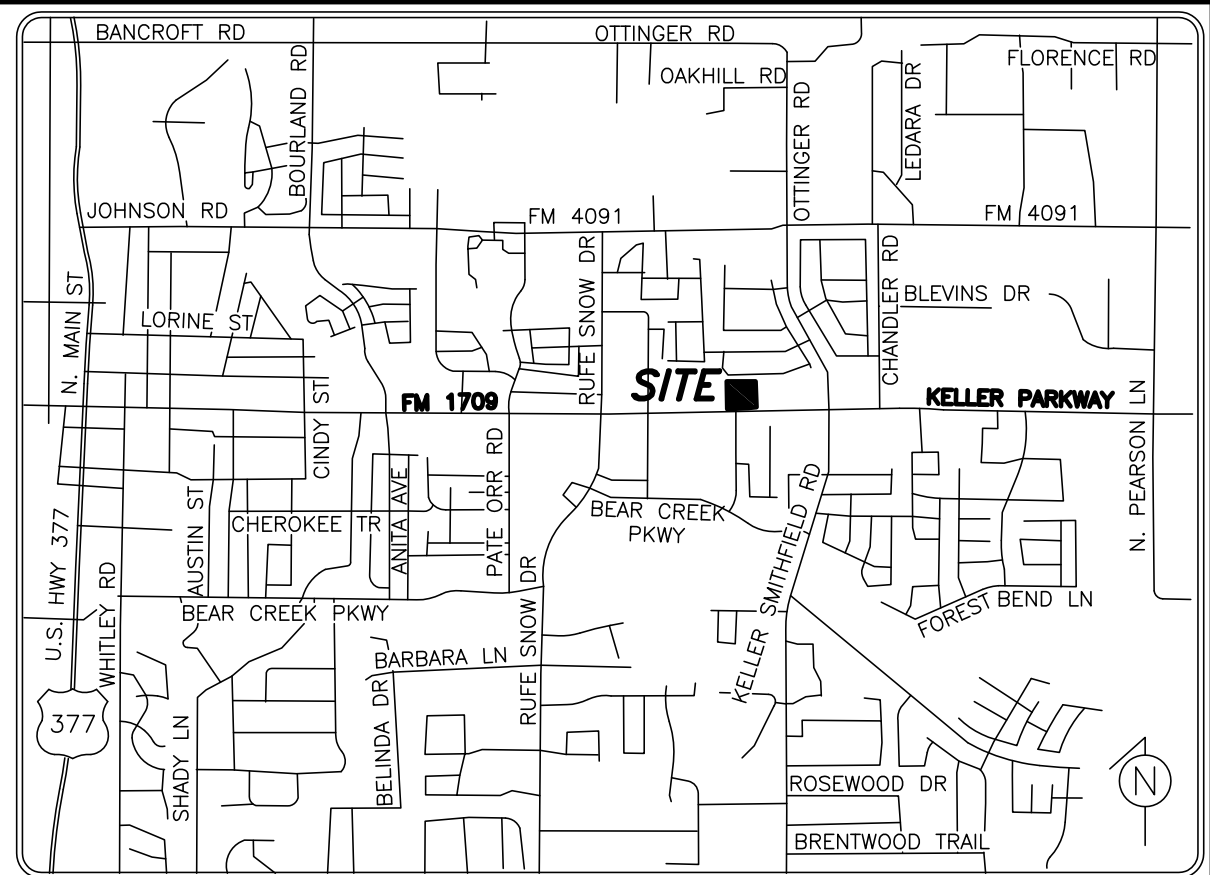 BANCROFT RD
OTTINGER RD
FLORENCE RD
OAKHILL RD
BOURLAND RD
OTTINGER RD
LEDARA DR
JOHNSON RD
FM 4091
FM 4091
RUFE SNOW DR
CHANDLER RD
N. MAIN ST
LORINE ST
BLEVINS DR
CINDY ST
FM 1709
SITE
KELLER PARKWAY
N. PEARSON LN
PATE ORR RD
ANITA AVE
AUSTIN ST
CHEROKEE TR
BEAR CREEK
PKWY
KELLER SMITHFIELD RD
U.S. HWY 377
WHITLEY RD
BEAR CREEK PKWY
RUFE SNOW DR
FOREST BEND LN
BARBARA LN
BELINDA DR
SHADY LN
377
ROSEWOOD DR
N
BRENTWOOD TRAIL